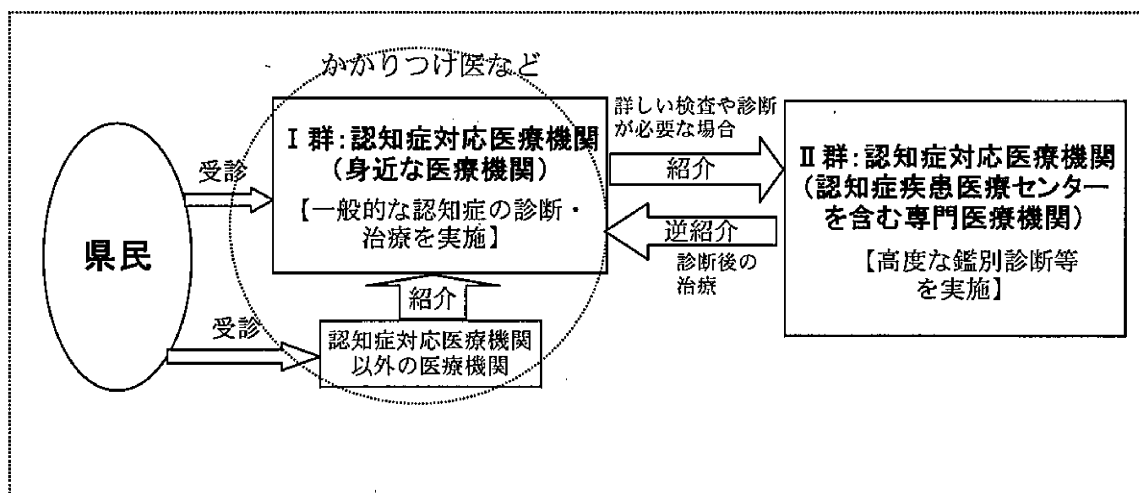 かかりつけ医など
県民
受診
受診
Ⅰ群:認知症対応医療機関
(身近な医療機関)
【一般的な認知症の診断・
治療を実施】
紹介
認知症対応医療機関
以外の医療機関
詳しい検査や診断
が必要な場合
紹介
逆紹介
診断後の
治療
Ⅱ群:認知症対応医療機関
(認知症疾患医療センター
を含む専門医療機関)
【高度な鑑別診断等
を実施】